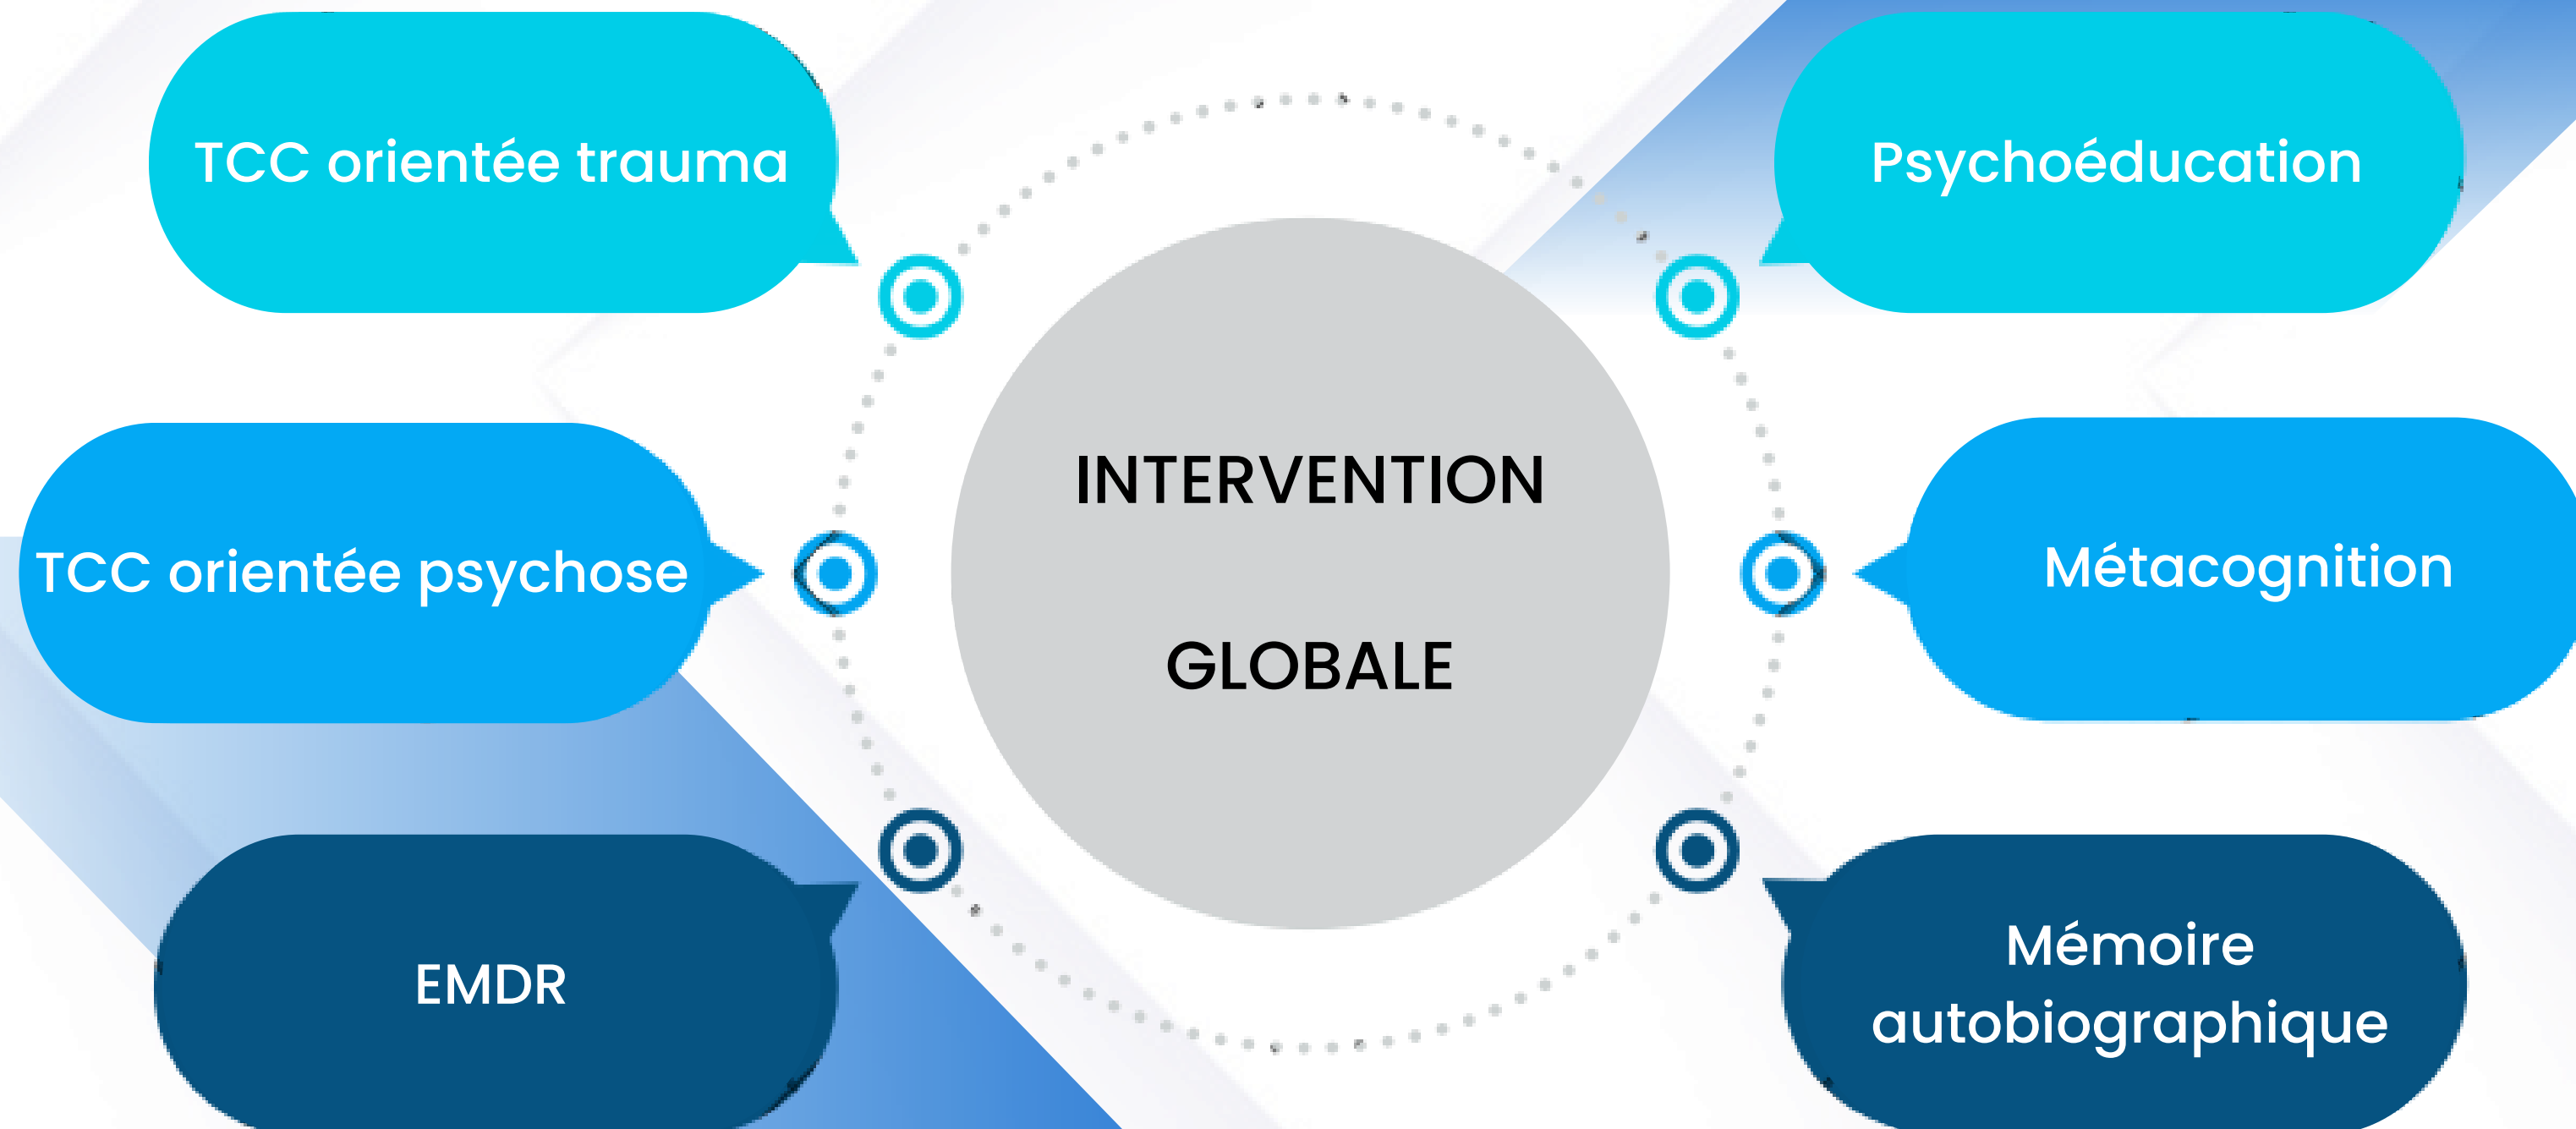 TCC orientée trauma
Psychoéducation
INTERVENTION
GLOBALE
TCC orientée psychose
Métacognition
EMDR
Mémoire
autobiographique